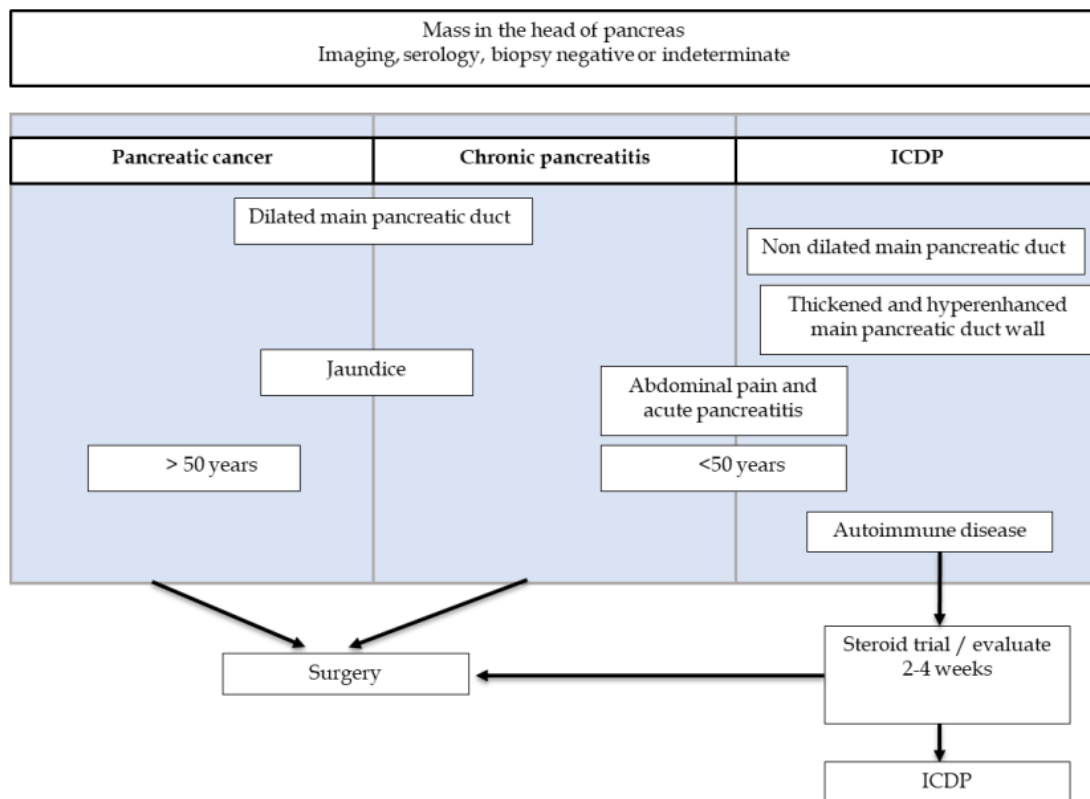 Mass in the head of pancreas
Imaging, serology, biopsy negative or indeterminate
Pancreatic cancer
Chronic pancreatitis
ICDP
Dilated main pancreatic duct
Non dilated main pancreatic duct
Thickened and hyperenhanced
main pancreatic duct wall
Jaundice
Abdominal pain and
acute pancreatitis
> 50 years
<50 years
Autoimmune disease
Steroid trial / evaluate
2-4 weeks
Surgery
ICDP